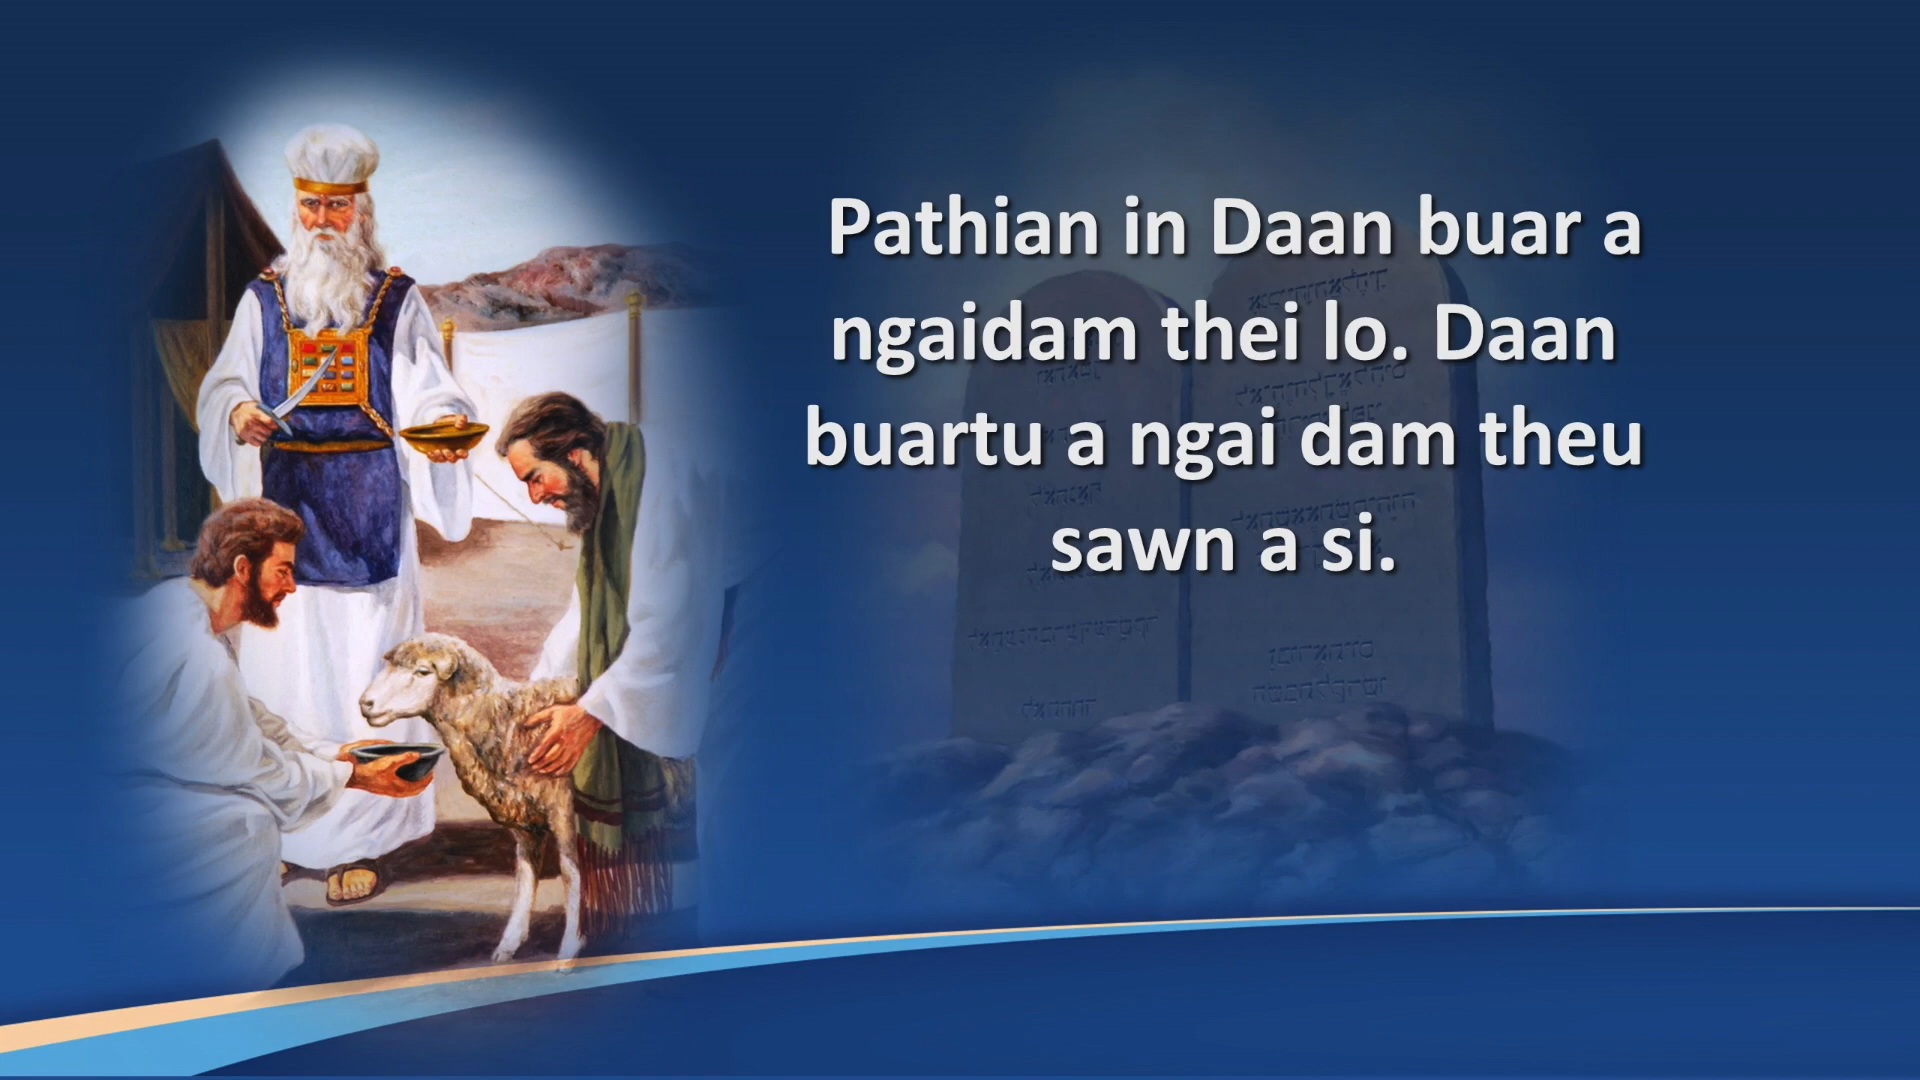 Pathian in Daan buar a
ngaidam thei lo. Daan
buartu a ngai dam theu
sawn a si.